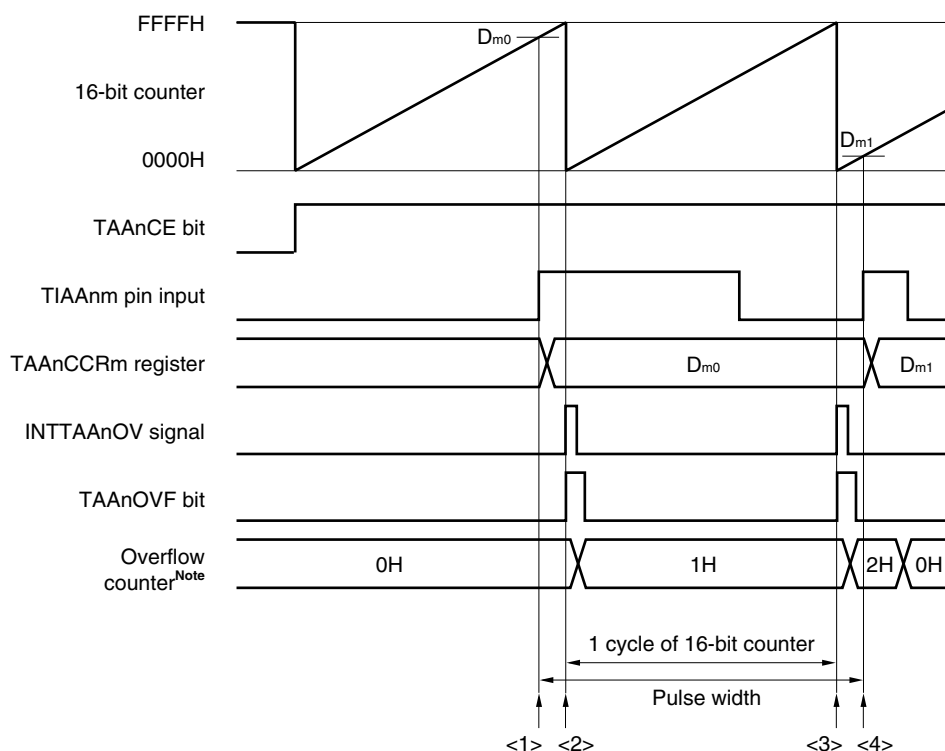 FFFFH
Dm0
16-bit counter
Dm1
0000H
TAAnCE bit
TIAAnm pin input
TAAnCCRm register
Dm0
Dm1
INTTAAnOV signal
TAAnOVF bit
Overflow
counterNote
0H
1H
2H
0H
1 cycle of 16-bit counter
Pulse width
<1> <2> <3> <4>